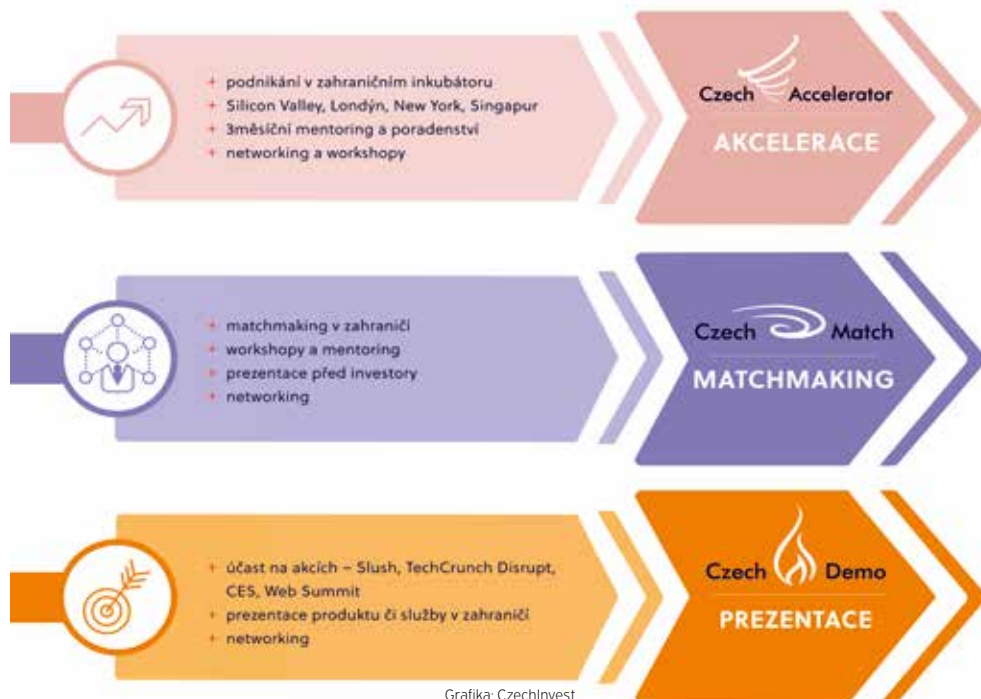 + podnikání v zahraničním inkubátoru
+ Silicon Valley, Londýn, New York, Singapur
+ 3měsíční mentoring a poradenství
+ networking a workshopy
Czech Accelerator
AKCELERACE
+ matchmaking v zahraničí
+ workshopy a mentoring
+ prezentace před investory
+ networking
Czech Match
MATCHMAKING
+ účast na akcích – Slush, TechCrunch Disrupt,
CES, Web Summit
+ prezentace produktu či služby v zahraničí
+ networking
Czech Demo
PREZENTACE
Grafika: CzechInvest